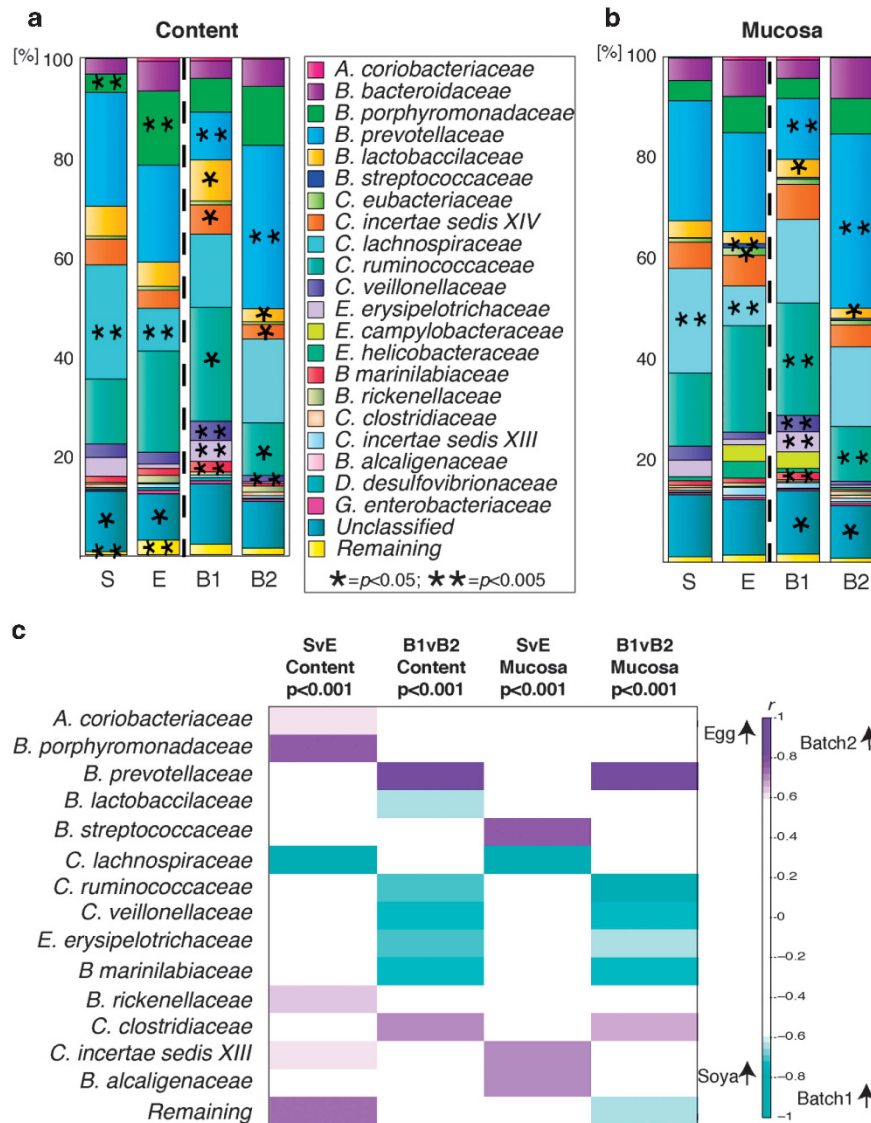 a
Content
[%]
100
80
60
40
20
S
E
B1
B2
A. coriobacteriaceae
B. bacteroidaceae
B. porphyromonadaceae
B. prevotellaceae
B. lactobaccilaceae
B. streptococcaceae
C. eubacteriaceae
C. incertae sedis XIV
C. lachnospiraceae
C. ruminococcaceae
C. veillonellaceae
E. erysipelotrichaceae
E. campylobacteraceae
E. helicobacteraceae
B marinilabiaceae
B. rickenellaceae
C. clostridiaceae
C. incertae sedis XIII
B. alcaligenaceae
D. desulfovibrionaceae
G. enterobacteriaceae
Unclassified
Remaining
*=p<0.05; **=p<0.005
b
Mucosa
[%]
100
80
60
40
20
S
E
B1
B2
c
SvE Content p<0.001
B1vB2 Content p<0.001
SvE Mucosa p<0.001
B1vB2 Mucosa p<0.001
A. coriobacteriaceae
B. porphyromonadaceae
B. prevotellaceae
B. lactobaccilaceae
B. streptococcaceae
C. lachnospiraceae
C. ruminococcaceae
C. veillonellaceae
E. erysipelotrichaceae
B marinilabiaceae
B. rickenellaceae
C. clostridiaceae
C. incertae sedis XIII
B. alcaligenaceae
Remaining
r
Egg
Batch2
1
0.8
0.6
0.4
0.2
0
-0.2
-0.4
-0.6
-0.8
-1
Soya
Batch1